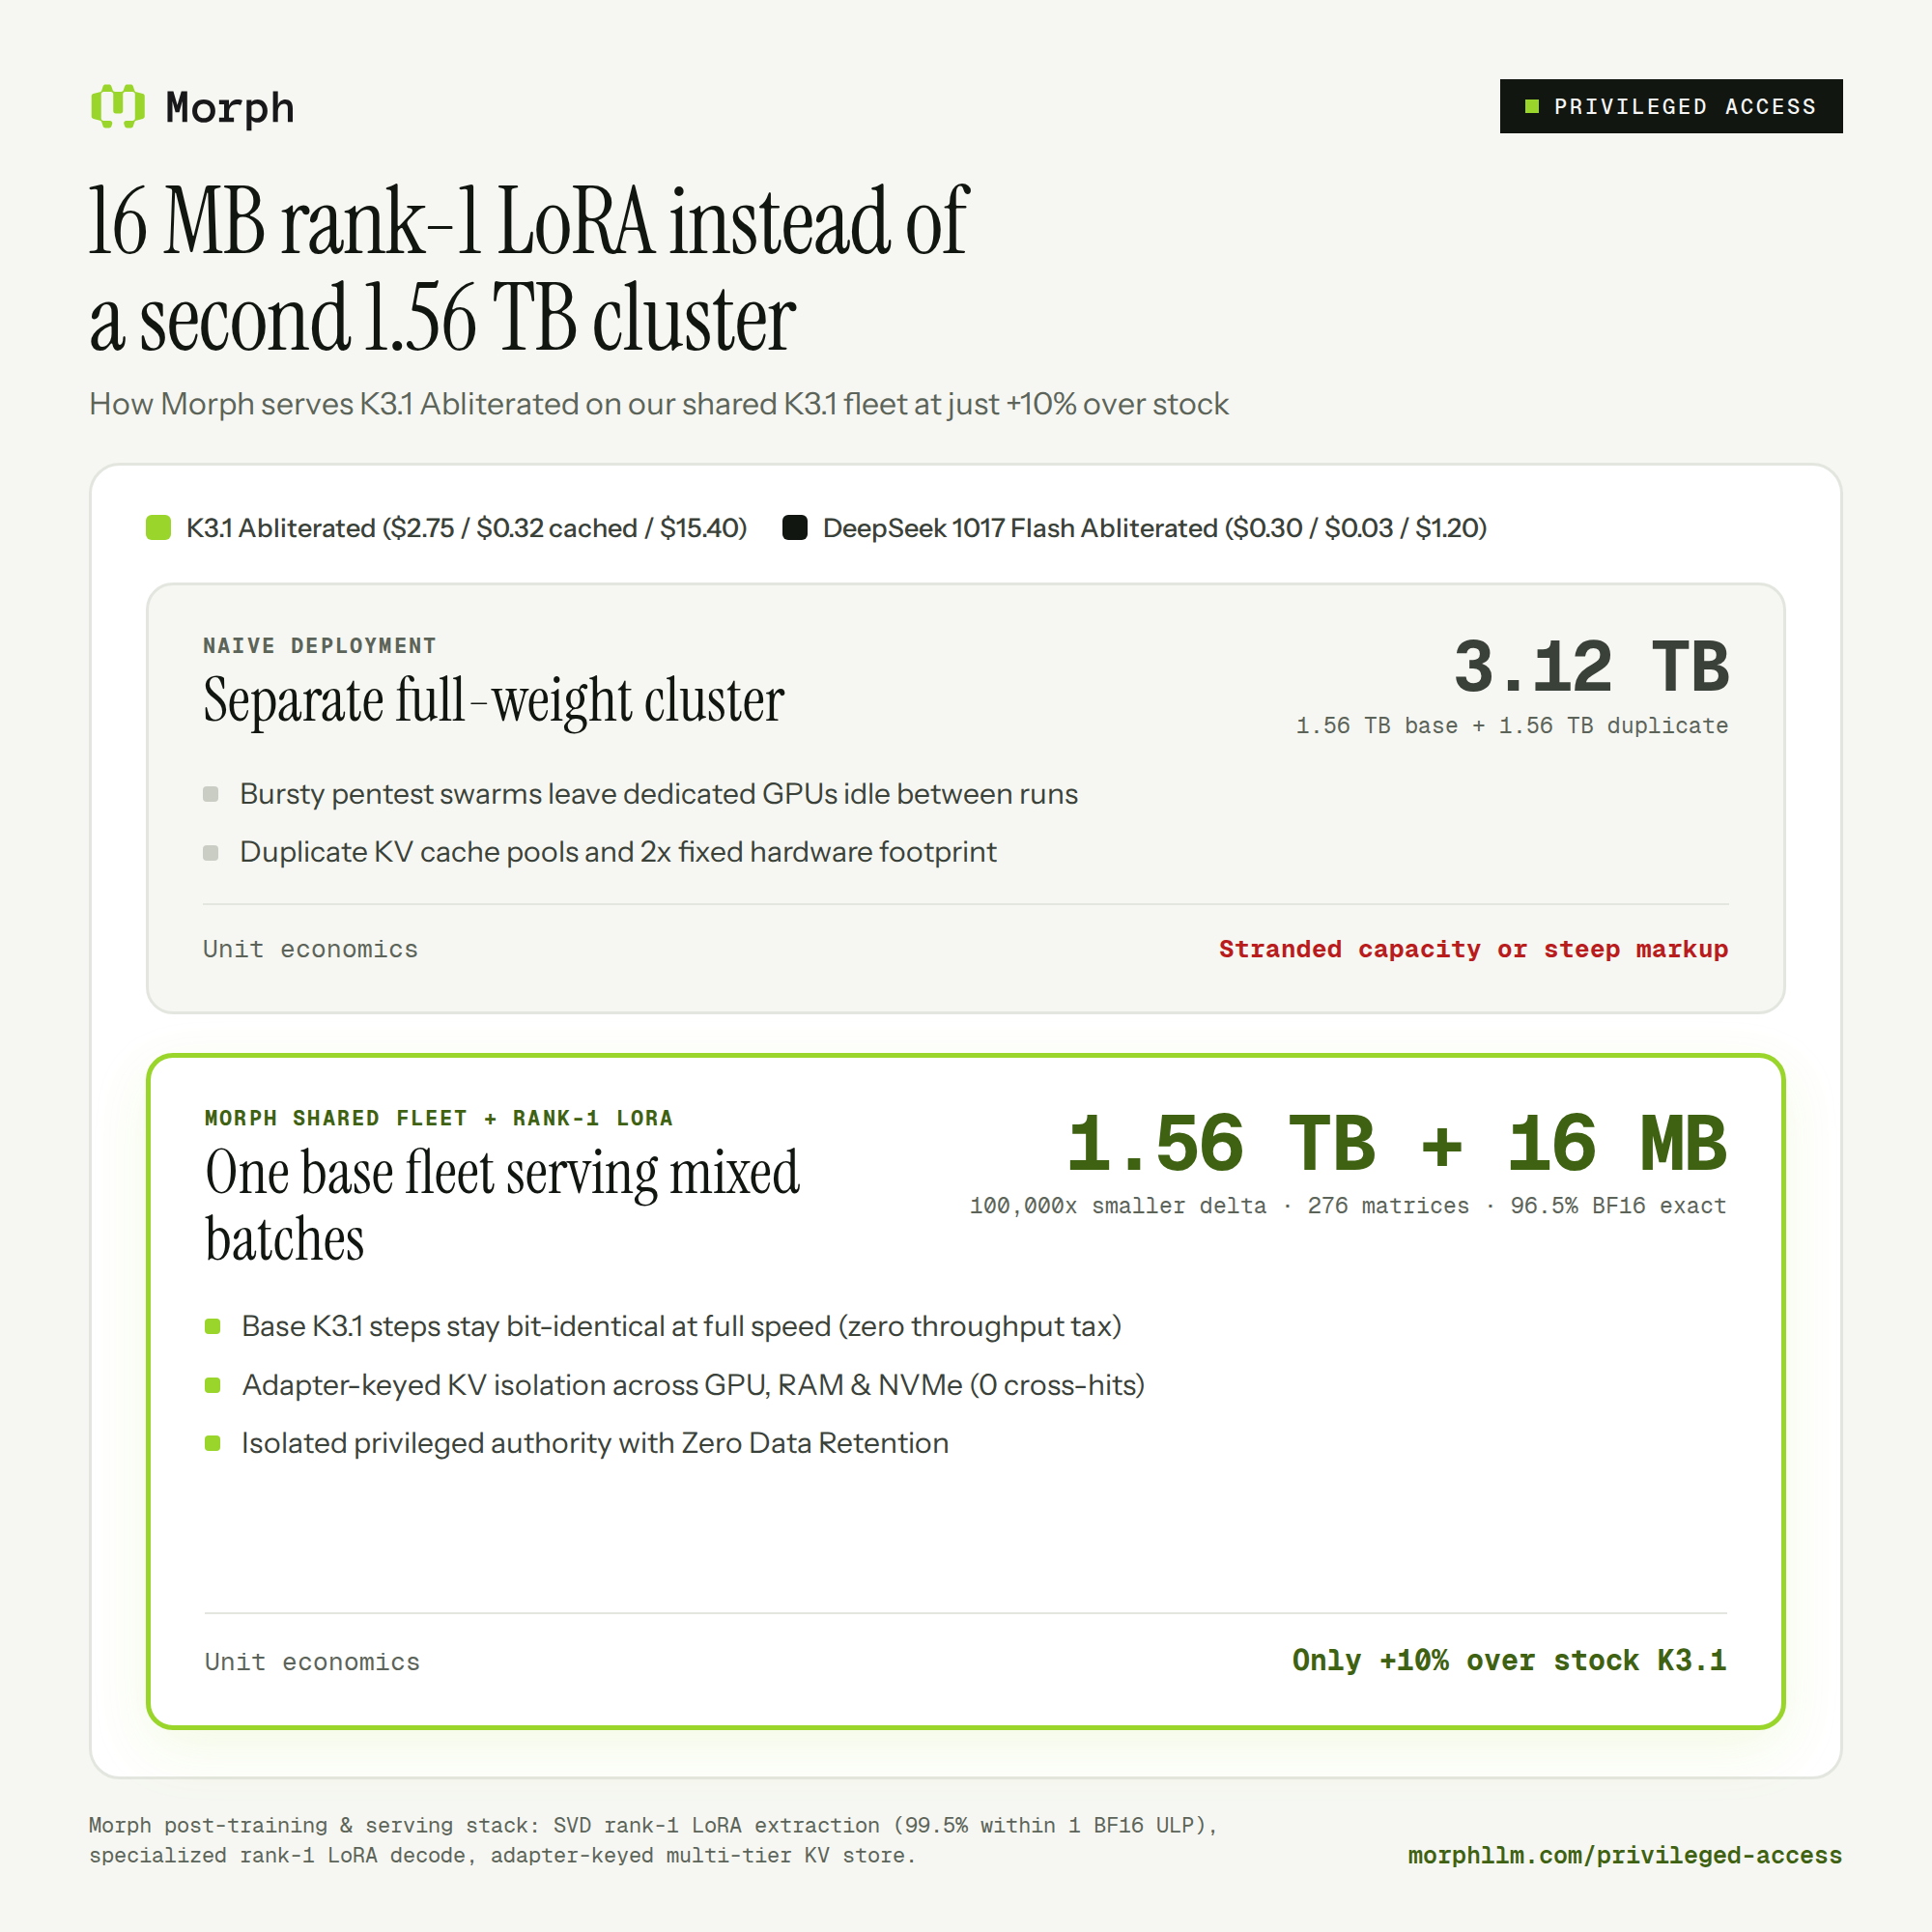 Morph
PRIVILEGED ACCESS
16 MB rank-1 LoRA instead of
a second 1.56 TB cluster
How Morph serves K3.1 Abliterated on our shared K3.1 fleet at just +10% over stock
K3.1 Abliterated ($2.75 / $0.32 cached / $15.40)
DeepSeek 1017 Flash Abliterated ($0.30 / $0.03 / $1.20)
NAIVE DEPLOYMENT
Separate full-weight cluster
3.12 TB
1.56 TB base + 1.56 TB duplicate
Bursty pentest swarms leave dedicated GPUs idle between runs
Duplicate KV cache pools and 2x fixed hardware footprint
Unit economics
Stranded capacity or steep markup
MORPH SHARED FLEET + RANK-1 LORA
One base fleet serving mixed
batches
1.56 TB + 16 MB
100,000x smaller delta · 276 matrices · 96.5% BF16 exact
Base K3.1 steps stay bit-identical at full speed (zero throughput tax)
Adapter-keyed KV isolation across GPU, RAM & NVMe (0 cross-hits)
Isolated privileged authority with Zero Data Retention
Unit economics
Only +10% over stock K3.1
Morph post-training & serving stack: SVD rank-1 LoRA extraction (99.5% within 1 BF16 ULP),
specialized rank-1 LoRA decode, adapter-keyed multi-tier KV store.
morphllm.com/privileged-access